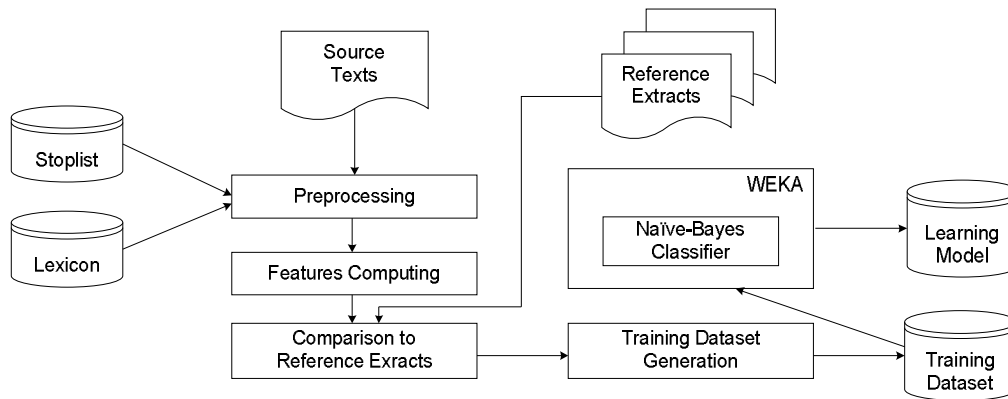 Source
Texts
Reference
Extracts
Stoplist
Preprocessing
WEKA
Naïve-Bayes
Classifier
Learning
Model
Lexicon
Features Computing
Comparison to
Reference Exracts
Training Dataset
Generation
Training
Dataset